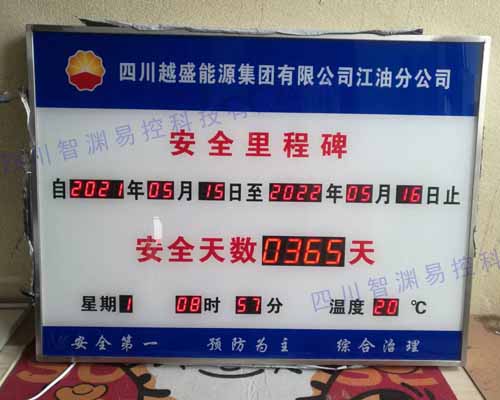 四川越盛能源集团有限公司江油分公司
安全里程碑
自2021年05月15日至2022年05月16日止
安全天数0365天
星期1 08时57分 温度20℃
安全第一 预防为主 综合治理
四川智渊易控科技有
四川智渊易控科